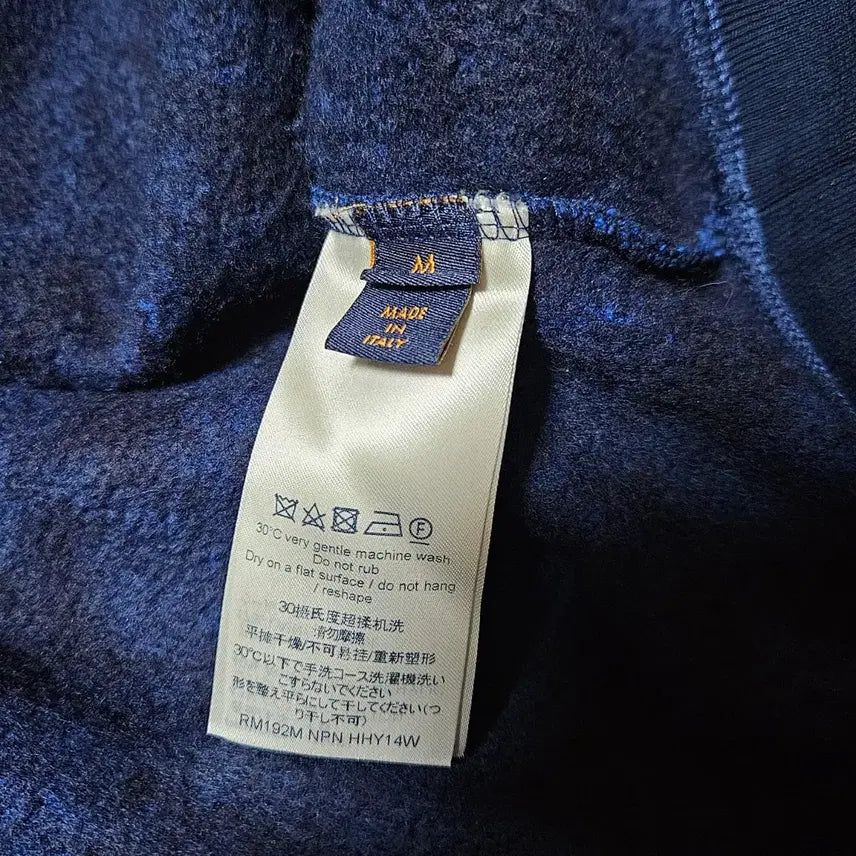 M
MADE
IN
ITALY
F
30°C very gentle machine wash
Do not rub
Dry on a flat surface / do not hang
/ reshape
30摄氏度超揉机洗
请勿摩擦
平摊干燥/不可悬挂/重新塑形
30℃以下で手洗コース洗濯機洗い
こすらないでください
形を整え平らにして干してください(つ
り干し不可)
RM192M NPN HHY14W